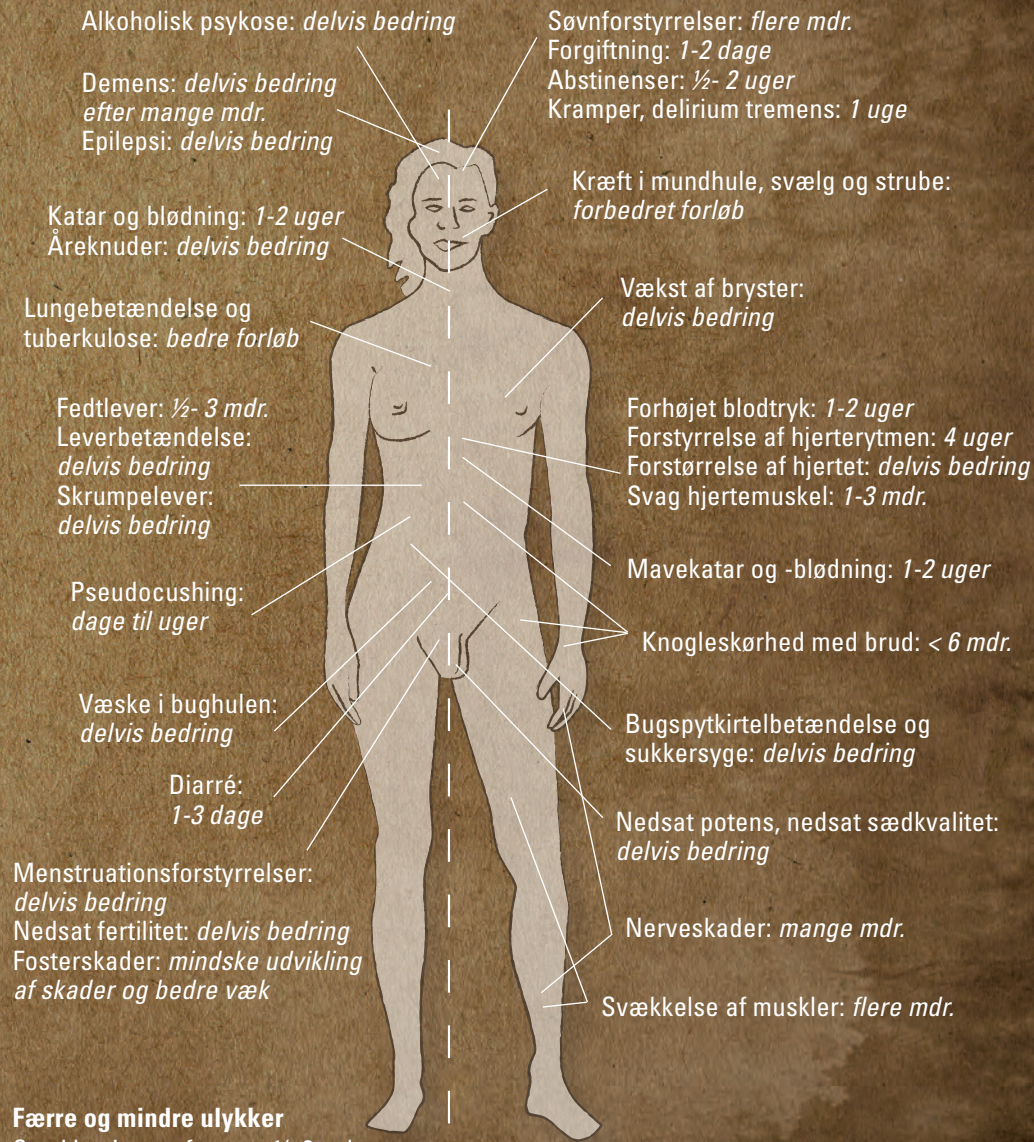 Alkoholisk psykose: delvis bedring
Demens: delvis bedring
efter mange mdr.
Epilepsi: delvis bedring
Katar og blødning: 1-2 uger
Åreknuder: delvis bedring
Lungebetændelse og
tuberkulose: bedre forløb
Fedtlever: ½- 3 mdr.
Leverbetændelse:
delvis bedring
Skrumpelever:
delvis bedring
Pseudocushing:
dage til uger
Væske i bughulen:
delvis bedring
Diarré:
1-3 dage
Menstruationsforstyrrelser:
delvis bedring
Nedsat fertilitet: delvis bedring
Fosterskader: mindske udvikling
af skader og bedre væk
Søvnforstyrrelser: flere mdr.
Forgiftning: 1-2 dage
Abstinenser: ½- 2 uger
Kramper, delirium tremens: 1 uge
Kræft i mundhule, svælg og strube:
forbedret forløb
Vækst af bryster:
delvis bedring
Forhøjet blodtryk: 1-2 uger
Forstyrrelse af hjerterytmen: 4 uger
Forstørrelse af hjertet: delvis bedring
Svag hjertemuskel: 1-3 mdr.
Mavekatar og -blødning: 1-2 uger
Knogleskørhed med brud: < 6 mdr.
Bugspytkirtelbetændelse og
sukkersyge: delvis bedring
Nedsat potens, nedsat sædkvalitet:
delvis bedring
Nerveskader: mange mdr.
Svækkelse af muskler: flere mdr.
Færre og mindre ulykker